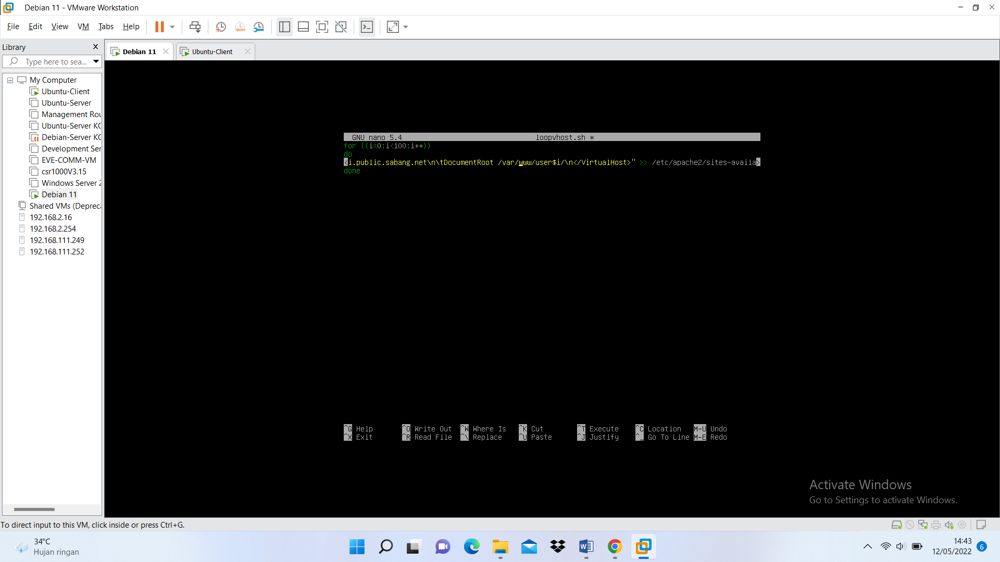 Debian 11 - VMware Workstation
File Edit View VM Tabs Help
Library
Type here to sea...
Debian 11
Ubuntu-Client
My Computer
Ubuntu-Client
Ubuntu-Server
Management Rou
Ubuntu-Server KO
Debian-Server KO
Development Ser
EVE-COMM-VM
csr1000V3.15
Windows Server 2
Debian 11
Shared VMs (Depreca
192.168.2.16
192.168.2.254
192.168.111.249
192.168.111.252
GNU nano 5.4 loopvhost.sh *
for ((i=0;i<100;i++))
do
<i.public.sabang.net\n\tDocumentRoot /var/www/user$i/\n</VirtualHost>" >> /etc/apache2/sites-availa>
done
^G Help ^O Write Out ^W Where Is ^K Cut ^T Execute ^C Location M-U Undo
^X Exit ^R Read File ^\ Replace ^U Paste ^J Justify ^_ Go To Line M-E Redo
Activate Windows
Go to Settings to activate Windows.
To direct input to this VM, click inside or press Ctrl+G.
34°C
Hujan ringan
14:43
12/05/2022
6